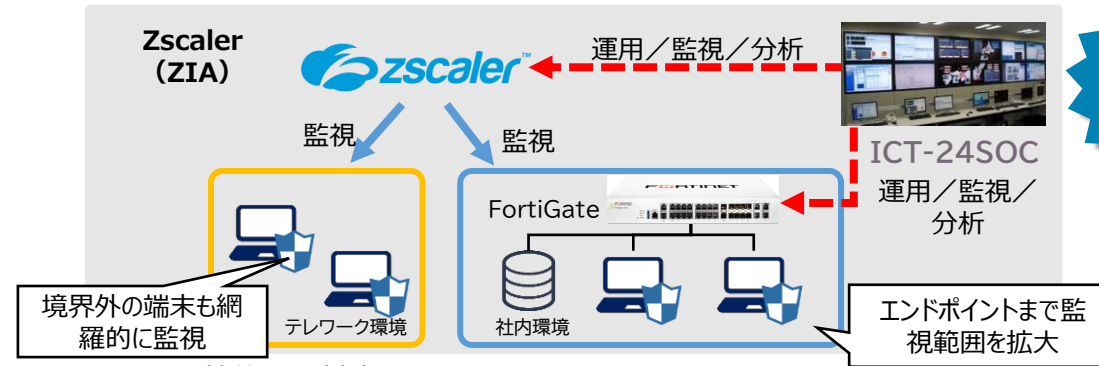 Zscaler
（ZIA）
zscaler™
運用／監視／分析
監視
監視
ICT-24SOC
運用／監視／
分析
FortiGate
FORTINET
境界外の端末も網
羅的に監視
テレワーク環境
社内環境
エンドポイントまで監
視範囲を拡大